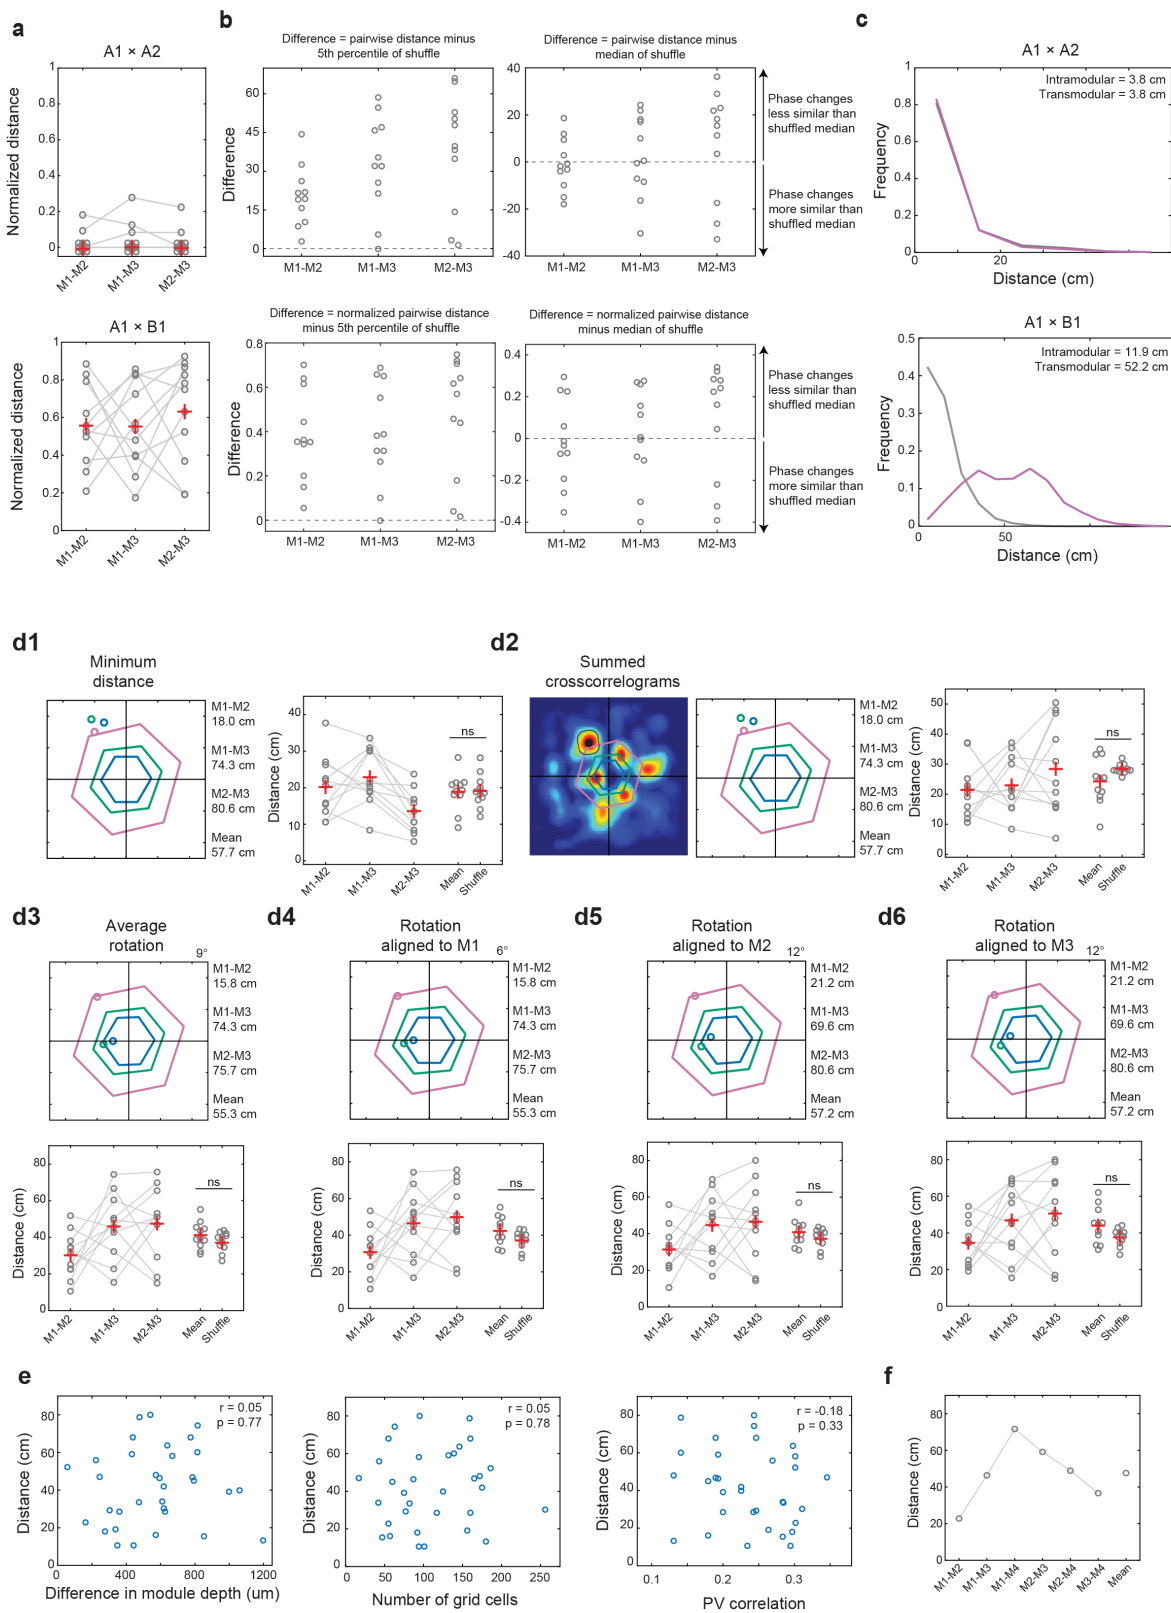 a
A1 × A2
Normalized distance
1
0.8
0.6
0.4
0.2
0
M1-M2
M1-M3
M2-M3
A1 × B1
Normalized distance
1
0.8
0.6
0.4
0.2
0
M1-M2
M1-M3
M2-M3
b
Difference = pairwise distance minus
5th percentile of shuffle
Difference
60
45
30
15
0
M1-M2
M1-M3
M2-M3
Difference = pairwise distance minus
median of shuffle
40
20
0
-20
-40
M1-M2
M1-M3
M2-M3
Phase changes
less similar than
shuffled median
Phase changes
more similar than
shuffled median
Difference = normalized pairwise distance
minus 5th percentile of shuffle
Difference
0.8
0.6
0.4
0.2
0
M1-M2
M1-M3
M2-M3
Difference = normalized pairwise distance
minus median of shuffle
0.4
0.2
0
-0.2
-0.4
M1-M2
M1-M3
M2-M3
Phase changes
less similar than
shuffled median
Phase changes
more similar than
shuffled median
c
A1 × A2
Intramodular = 3.8 cm
Transmodular = 3.8 cm
Frequency
1
0.8
0.6
0.4
0.2
0
20
Distance (cm)
A1 × B1
Intramodular = 11.9 cm
Transmodular = 52.2 cm
Frequency
0.5
0.4
0.3
0.2
0.1
0
0
50
Distance (cm)
d1
Minimum
distance
M1-M2
18.0 cm
M1-M3
74.3 cm
M2-M3
80.6 cm
Mean
57.7 cm
Distance (cm)
40
30
20
10
0
ns
M1-M2
M1-M3
M2-M3
Mean
Shuffle
d2
Summed
crosscorrelograms
M1-M2
18.0 cm
M1-M3
74.3 cm
M2-M3
80.6 cm
Mean
57.7 cm
Distance (cm)
50
40
30
20
10
0
ns
M1-M2
M1-M3
M2-M3
Mean
Shuffle
d3
Average
rotation
9°
M1-M2
15.8 cm
M1-M3
74.3 cm
M2-M3
75.7 cm
Mean
55.3 cm
Distance (cm)
80
60
40
20
0
ns
M1-M2
M1-M3
M2-M3
Mean
Shuffle
d4
Rotation
aligned to M1
6°
M1-M2
15.8 cm
M1-M3
74.3 cm
M2-M3
75.7 cm
Mean
55.3 cm
Distance (cm)
80
60
40
20
0
ns
M1-M2
M1-M3
M2-M3
Mean
Shuffle
d5
Rotation
aligned to M2
12°
M1-M2
21.2 cm
M1-M3
69.6 cm
M2-M3
80.6 cm
Mean
57.2 cm
Distance (cm)
80
60
40
20
0
ns
M1-M2
M1-M3
M2-M3
Mean
Shuffle
d6
Rotation
aligned to M3
12°
M1-M2
21.2 cm
M1-M3
69.6 cm
M2-M3
80.6 cm
Mean
57.2 cm
Distance (cm)
80
60
40
20
0
ns
M1-M2
M1-M3
M2-M3
Mean
Shuffle
e
r = 0.05
p = 0.77
Distance (cm)
80
60
40
20
0
0
400
800
1200
Difference in module depth (um)
r = 0.05
p = 0.78
Distance (cm)
80
60
40
20
0
0
50
100
150
200
250
Number of grid cells
r = -0.18
p = 0.33
Distance (cm)
80
60
40
20
0
0.1
0.2
0.3
PV correlation
f
Distance (cm)
80
60
40
20
0
M1-M2
M1-M3
M1-M4
M2-M3
M2-M4
M3-M4
Mean